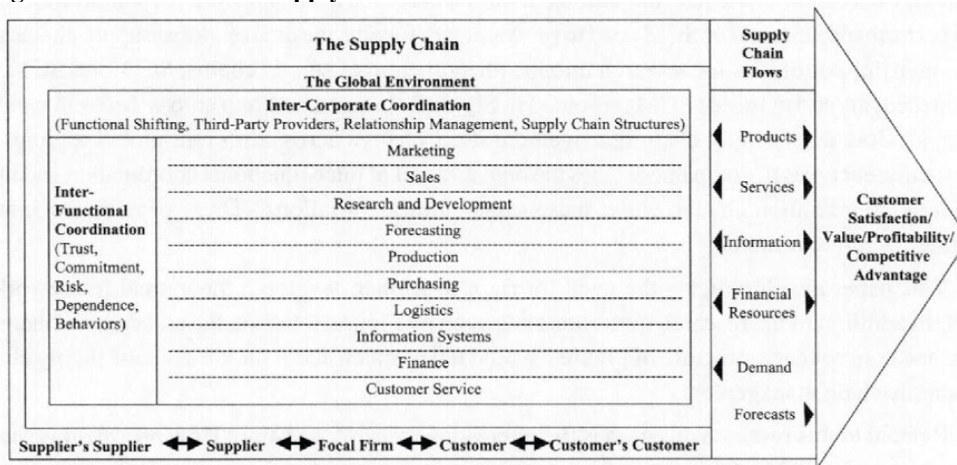 The Supply Chain
Supply
Chain
Flows
The Global Environment
Inter-Corporate Coordination
(Functional Shifting, Third-Party Providers, Relationship Management, Supply Chain Structures)
Inter-
Functional
Coordination
(Trust,
Commitment,
Risk,
Dependence,
Behaviors)
Marketing
Sales
Research and Development
Forecasting
Production
Purchasing
Logistics
Information Systems
Finance
Customer Service
Products
Services
Information
Financial
Resources
Demand
Forecasts
Customer
Satisfaction/
Value/Profitability/
Competitive
Advantage
Supplier's Supplier
Supplier
Focal Firm
Customer
Customer's Customer